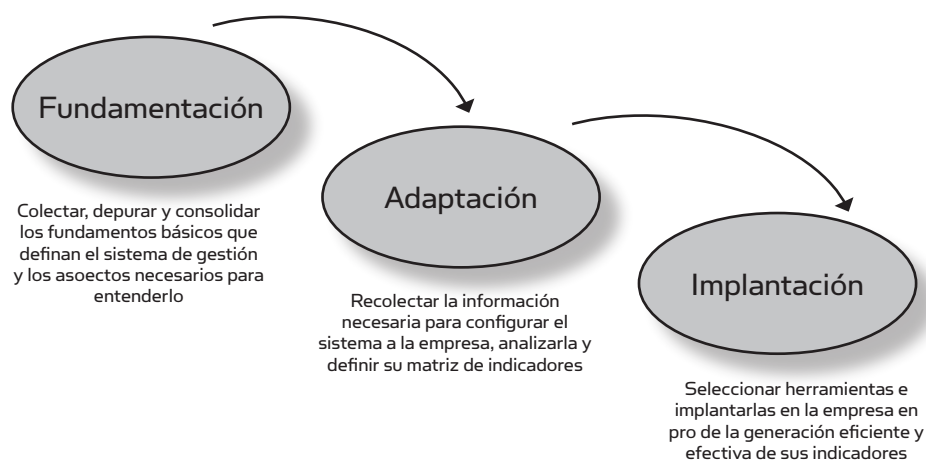 Fundamentación
Colectar, depurar y consolidar
los fundamentos básicos que
definan el sistema de gestión
y los asoectos necesarios para
entenderlo
Adaptación
Recolectar la información
necesaria para configurar el
sistema a la empresa, analizarla y
definir su matriz de indicadores
Implantación
Seleccionar herramientas e
implantarlas en la empresa en
pro de la generación eficiente y
efectiva de sus indicadores